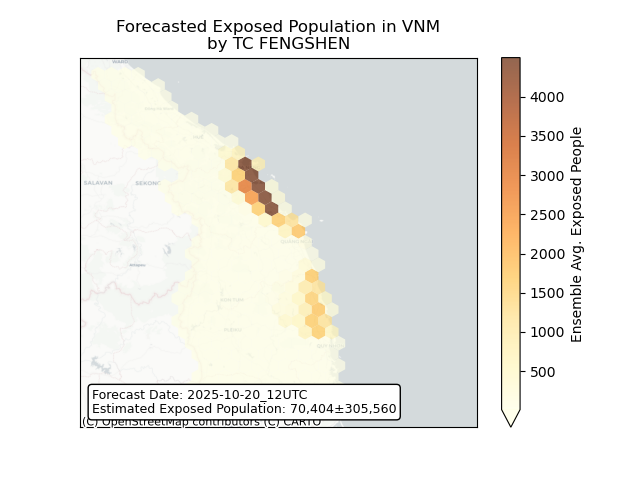 Forecasted Exposed Population in VNM
by TC FENGSHEN
SALAVAN
SEKONG
4000
3500
3000
2500
2000
1500
1000
500
Ensemble Avg. Exposed People
Forecast Date: 2025-10-20_12UTC
Estimated Exposed Population: 70,404±305,560
(C) OpenStreetMap contributors (C) CARTO